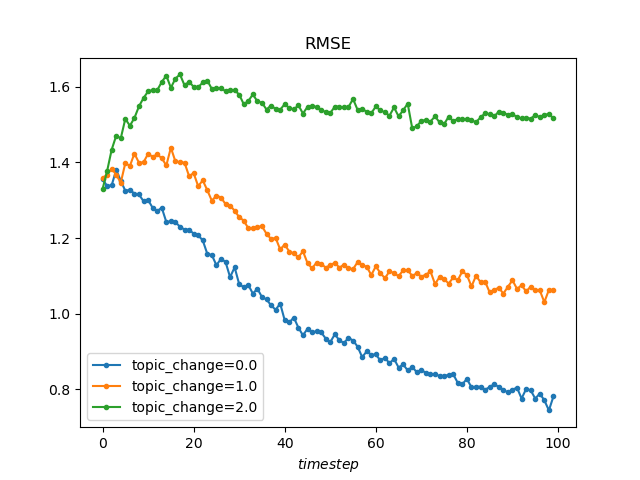 RMSE
1.6
1.4
1.2
1.0
0.8
topic_change=0.0
topic_change=1.0
topic_change=2.0
0 20 40 60 80 100
timestep